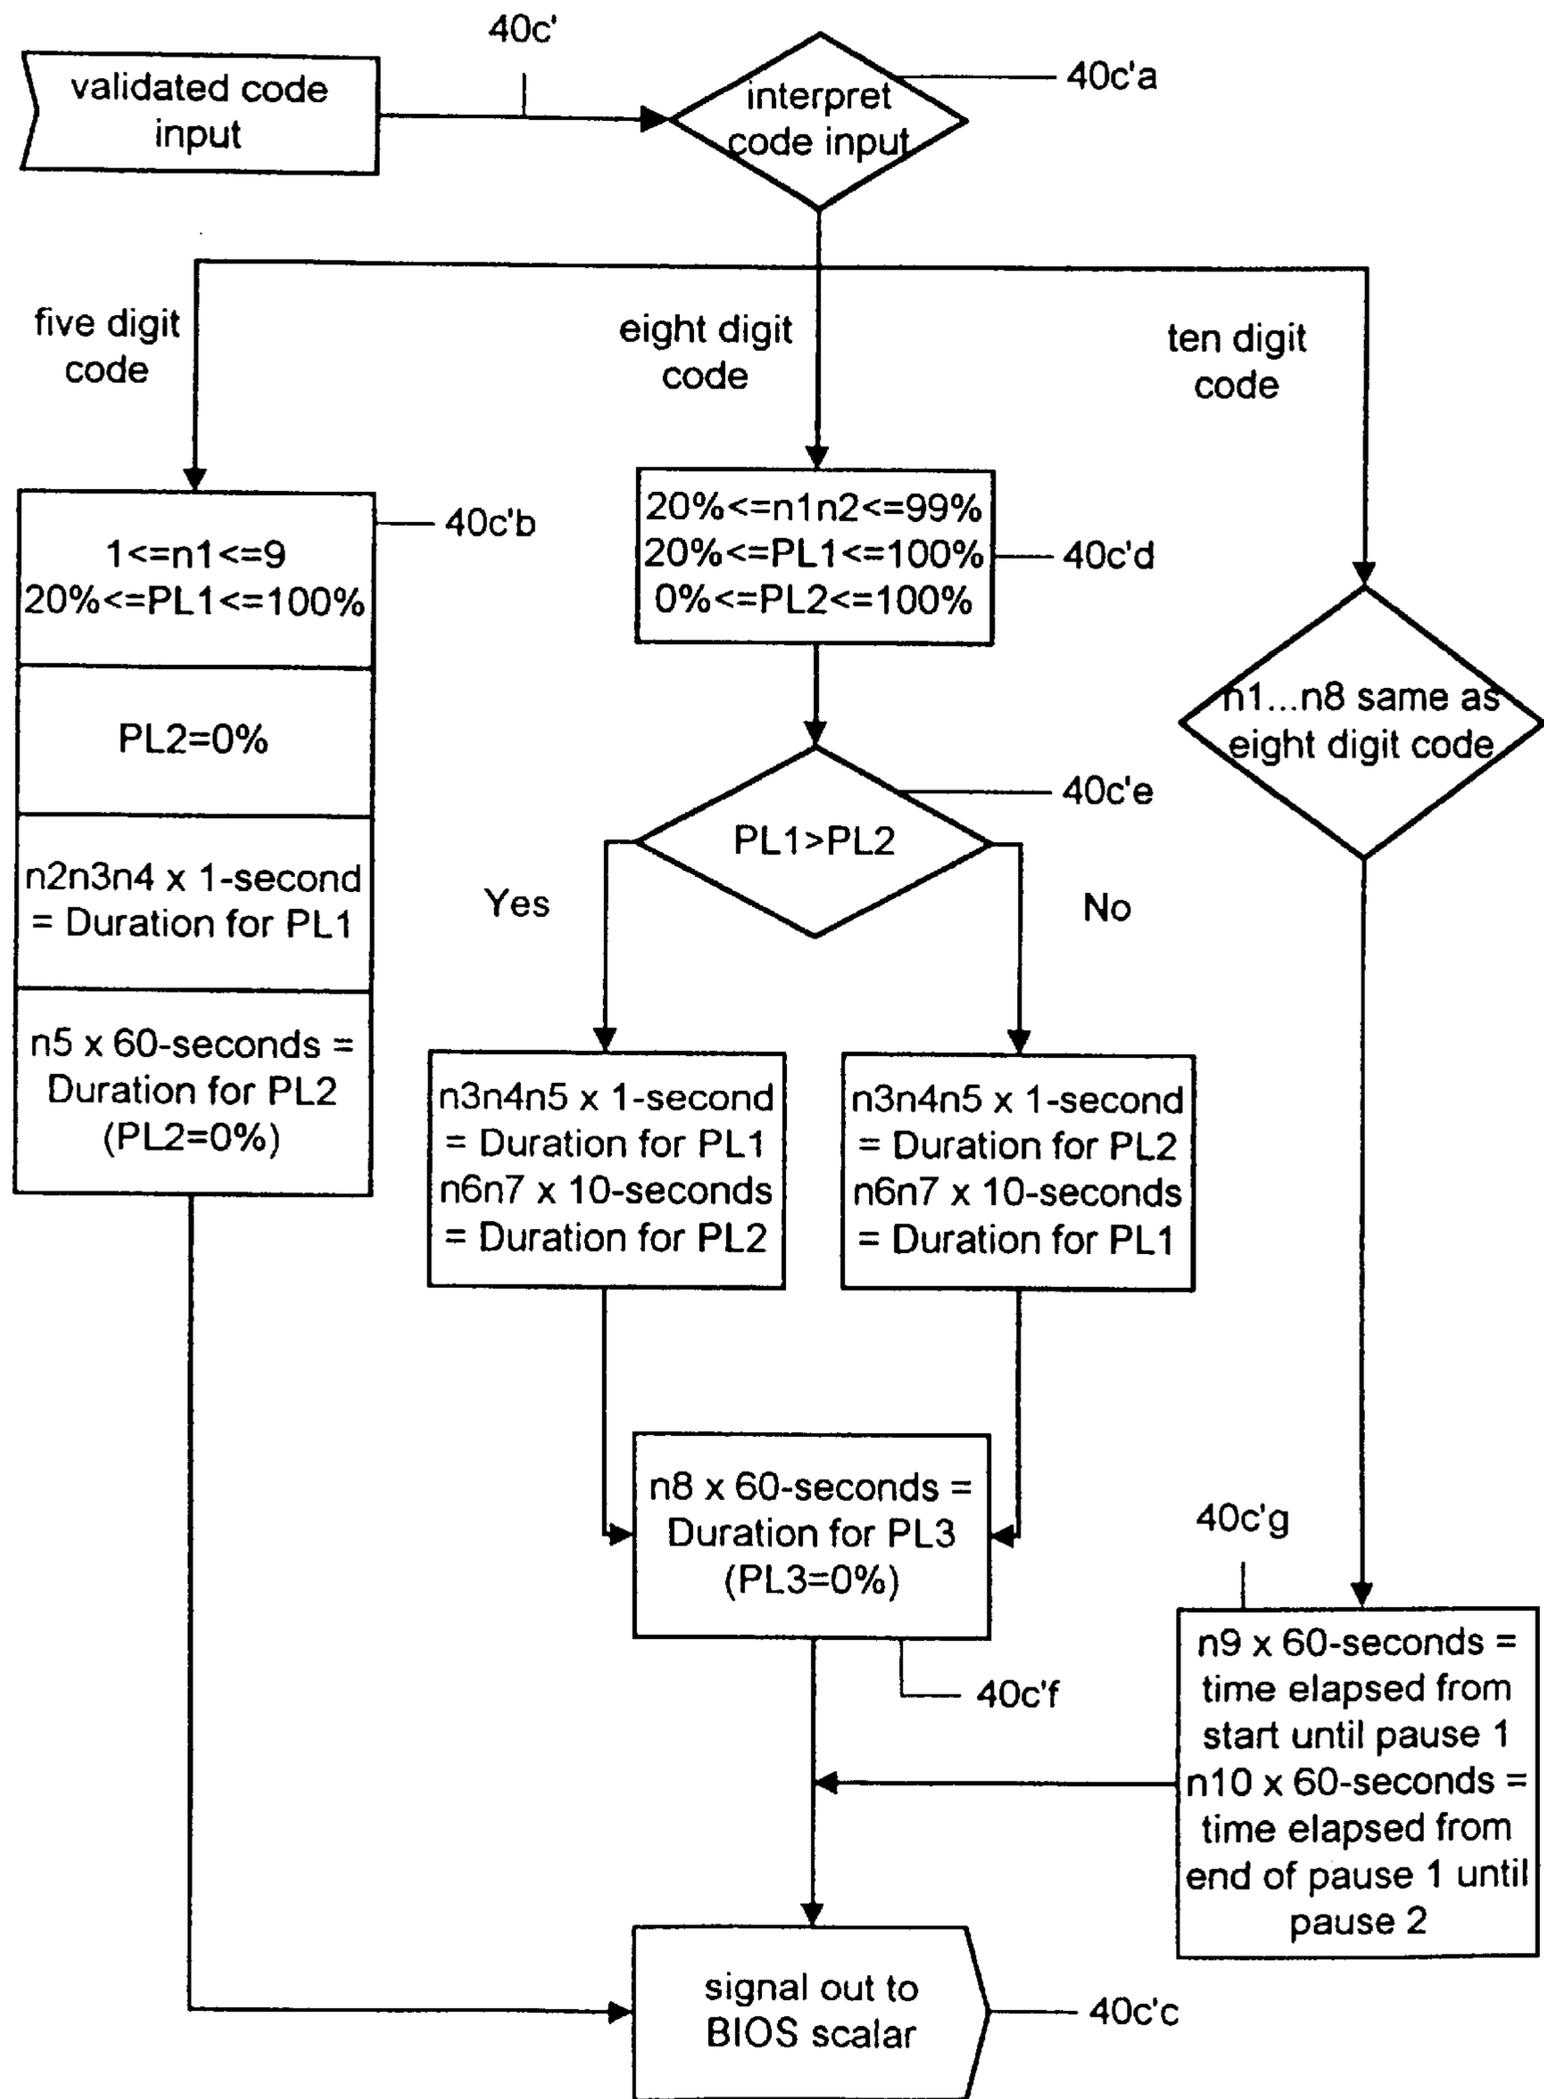 40c'
validated code
input
interpret
code input
40c'a
five digit
code
eight digit
code
ten digit
code
1<=n1<=9
20%<=PL1<=100%
40c'b
PL2=0%
n2n3n4 x 1-second
= Duration for PL1
n5 x 60-seconds =
Duration for PL2
(PL2=0%)
20%<=n1n2<=99%
20%<=PL1<=100%
0%<=PL2<=100%
40c'd
PL1>PL2
40c'e
Yes
No
n3n4n5 x 1-second
= Duration for PL1
n6n7 x 10-seconds
= Duration for PL2
n3n4n5 x 1-second
= Duration for PL2
n6n7 x 10-seconds
= Duration for PL1
n8 x 60-seconds =
Duration for PL3
(PL3=0%)
40c'f
n1...n8 same as
eight digit code
40c'g
n9 x 60-seconds =
time elapsed from
start until pause 1
n10 x 60-seconds =
time elapsed from
end of pause 1 until
pause 2
signal out to
BIOS scalar
40c'c